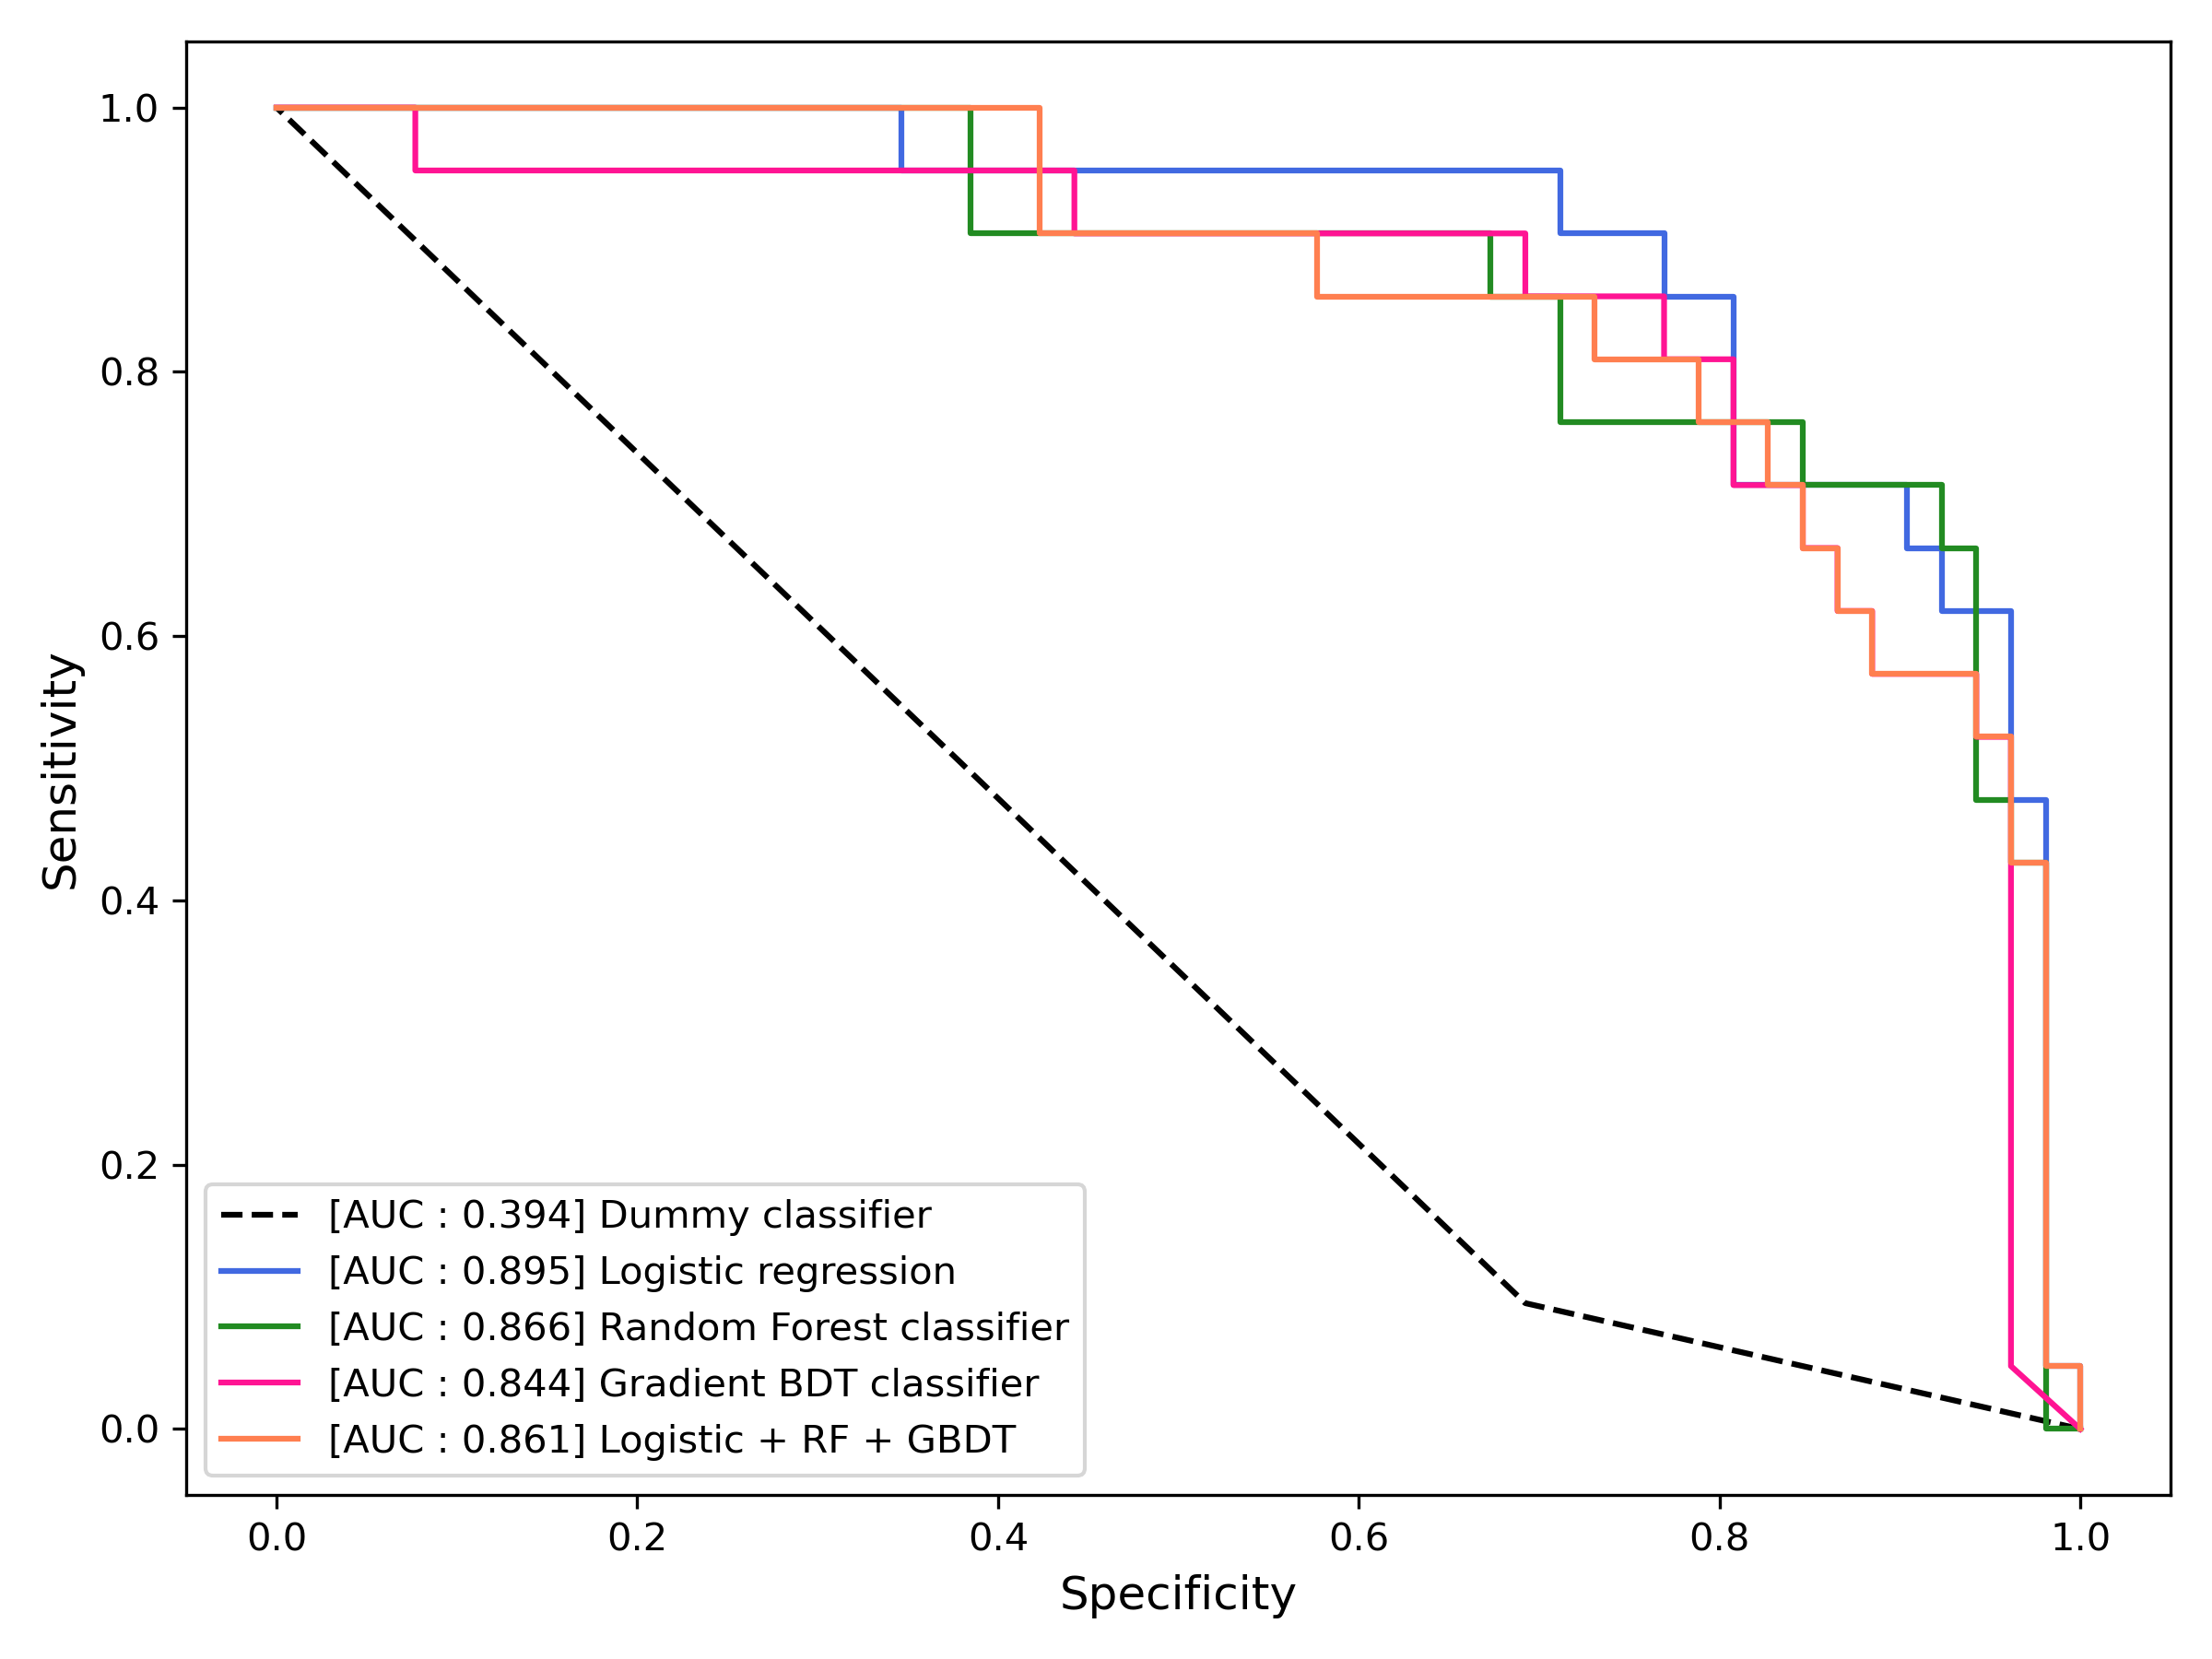 1.0
0.8
0.6
0.4
0.2
0.0
Sensitivity
[AUC : 0.394] Dummy classifier
[AUC : 0.895] Logistic regression
[AUC : 0.866] Random Forest classifier
[AUC : 0.844] Gradient BDT classifier
[AUC : 0.861] Logistic + RF + GBDT
0.0 0.2 0.4 0.6 0.8 1.0
Specificity